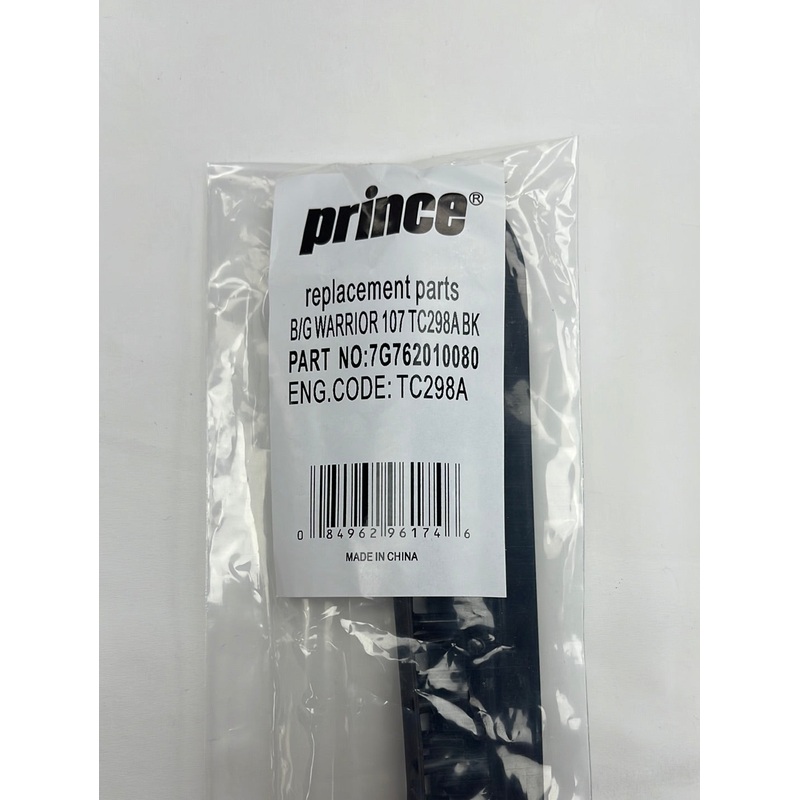 prince®
replacement parts
B/G WARRIOR 107 TC298A BK
PART NO:7G762010080
ENG.CODE: TC298A
0 84962 96174 6
MADE IN CHINA